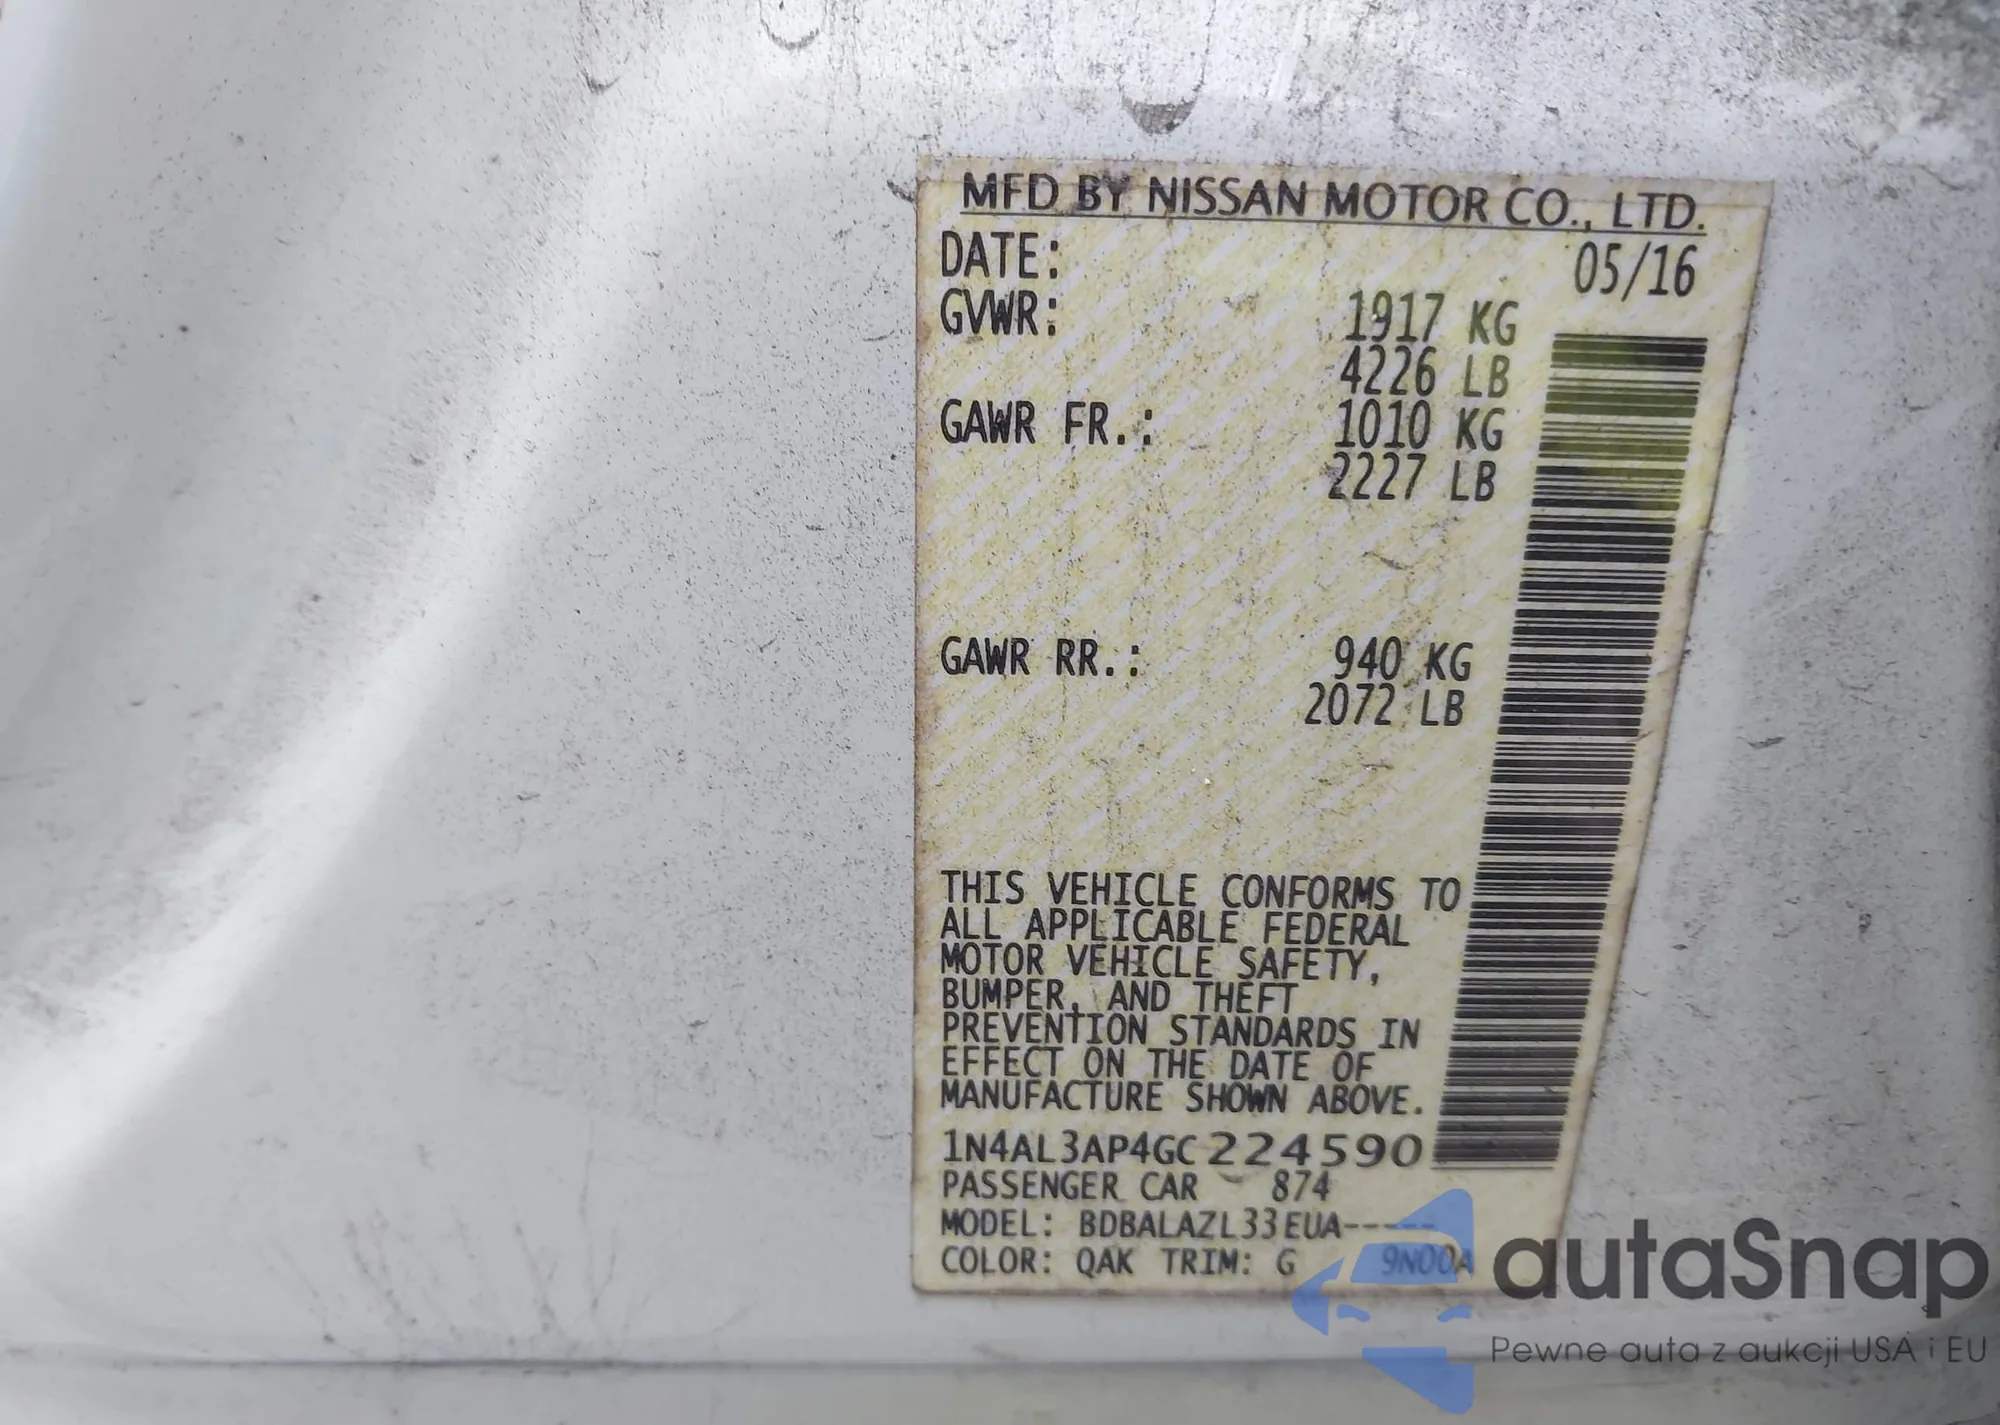 MFD BY NISSAN MOTOR CO., LTD.
DATE: 05/16
GVWR: 1917 KG
4226 LB
GAWR FR.: 1010 KG
2227 LB
GAWR RR.: 940 KG
2072 LB
THIS VEHICLE CONFORMS TO
ALL APPLICABLE FEDERAL
MOTOR VEHICLE SAFETY,
BUMPER, AND THEFT
PREVENTION STANDARDS IN
EFFECT ON THE DATE OF
MANUFACTURE SHOWN ABOVE.
1N4AL3AP4GC224590
PASSENGER CAR 874
MODEL: BDBALAZL33EUA-----
COLOR: QAK TRIM: G 9N00A
autaSnap
Pewne auta z aukcji USA i EU